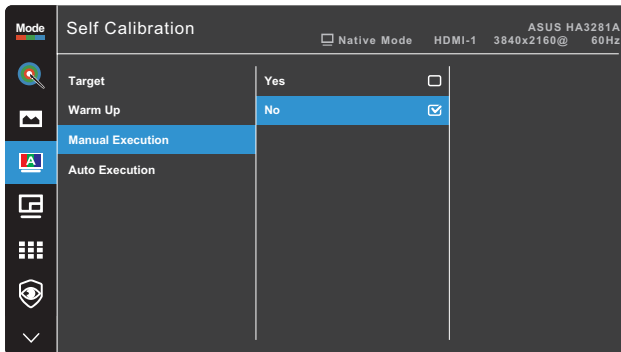 Mode
Self Calibration
Native Mode HDMI-1 ASUS HA3281A
3840x2160@ 60Hz
Target
Warm Up
Manual Execution
Auto Execution
Yes
No
A